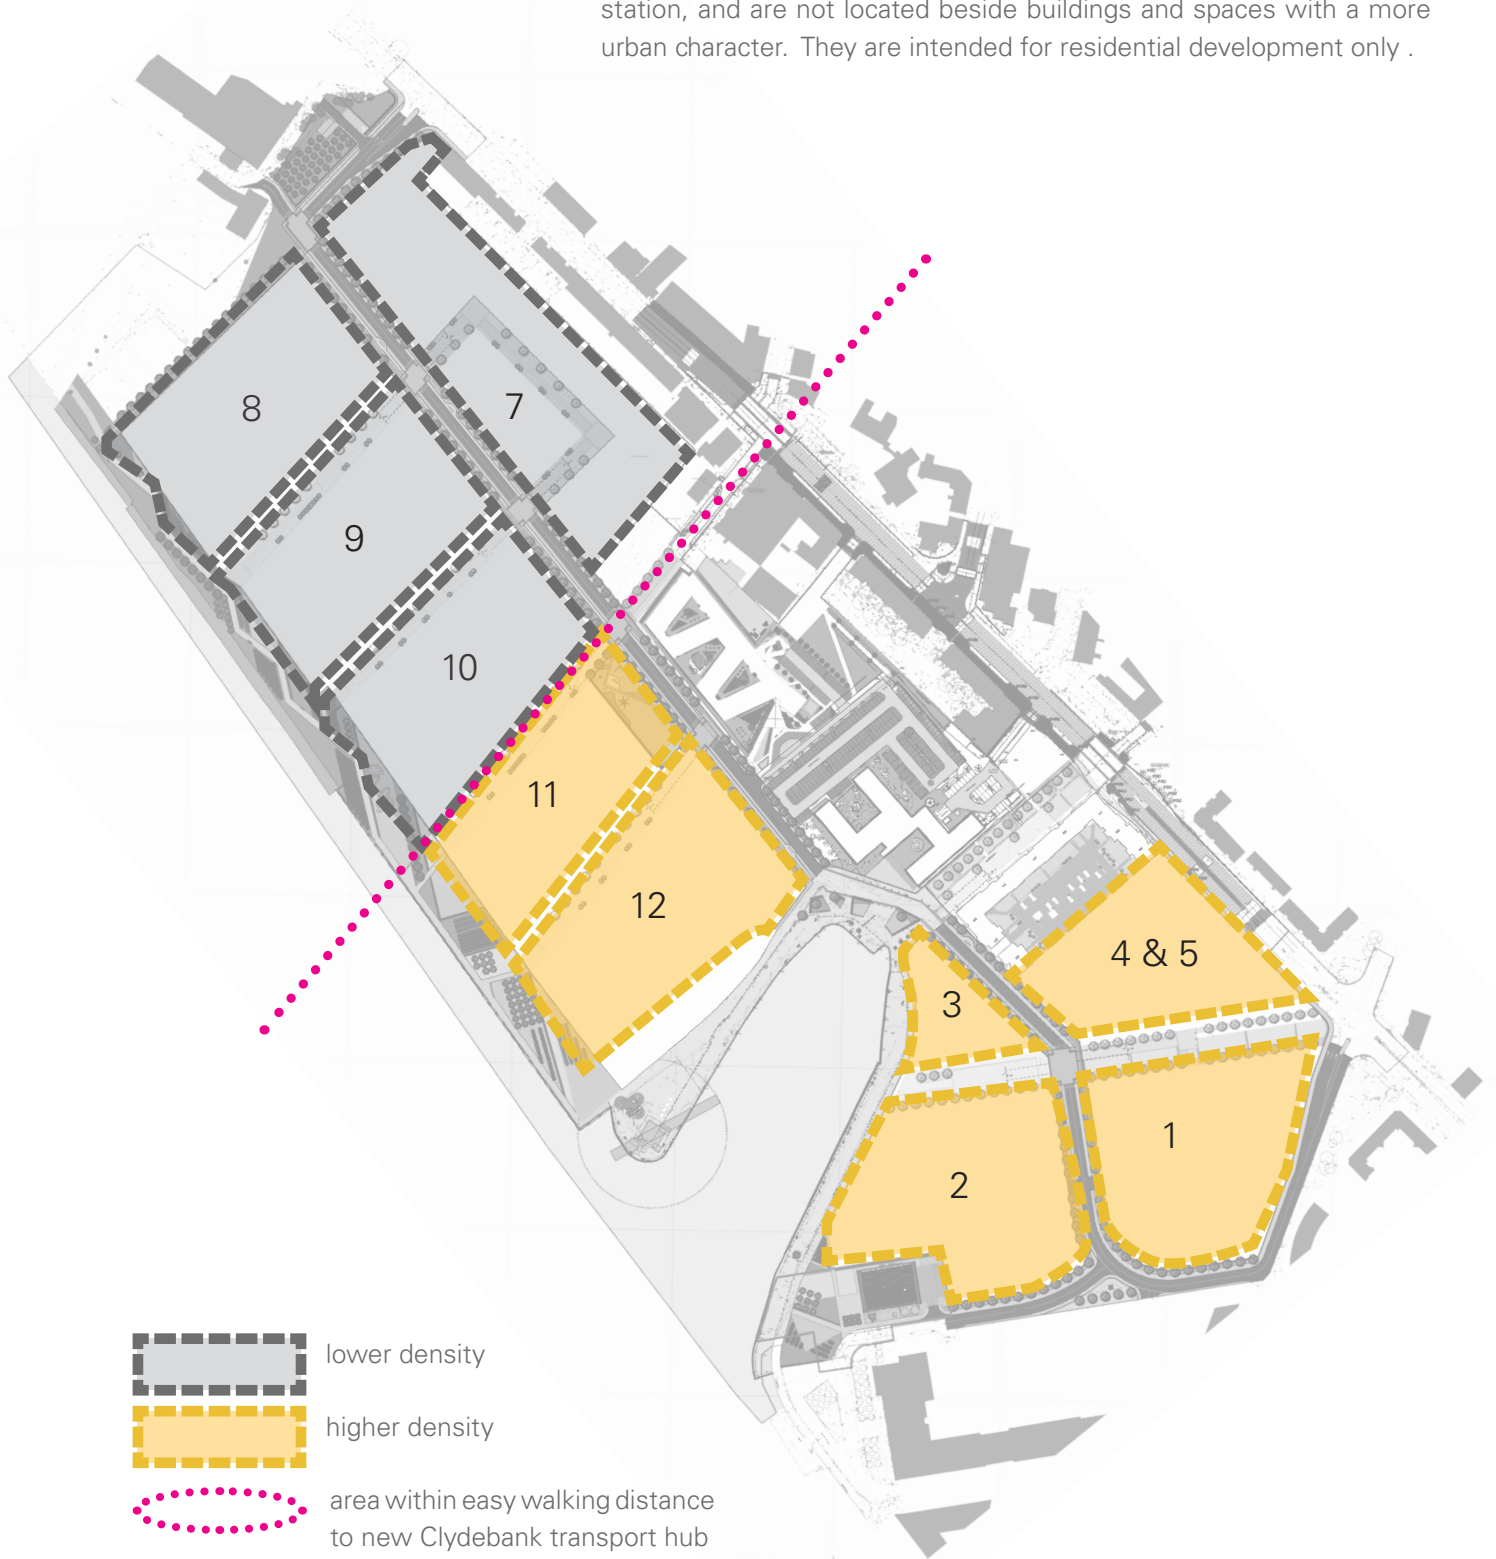 station, and are not located beside buildings and spaces with a more
urban character. They are intended for residential development only .
8
7
9
10
11
12
4 & 5
3
1
2
lower density
higher density
area within easy walking distance
to new Clydebank transport hub